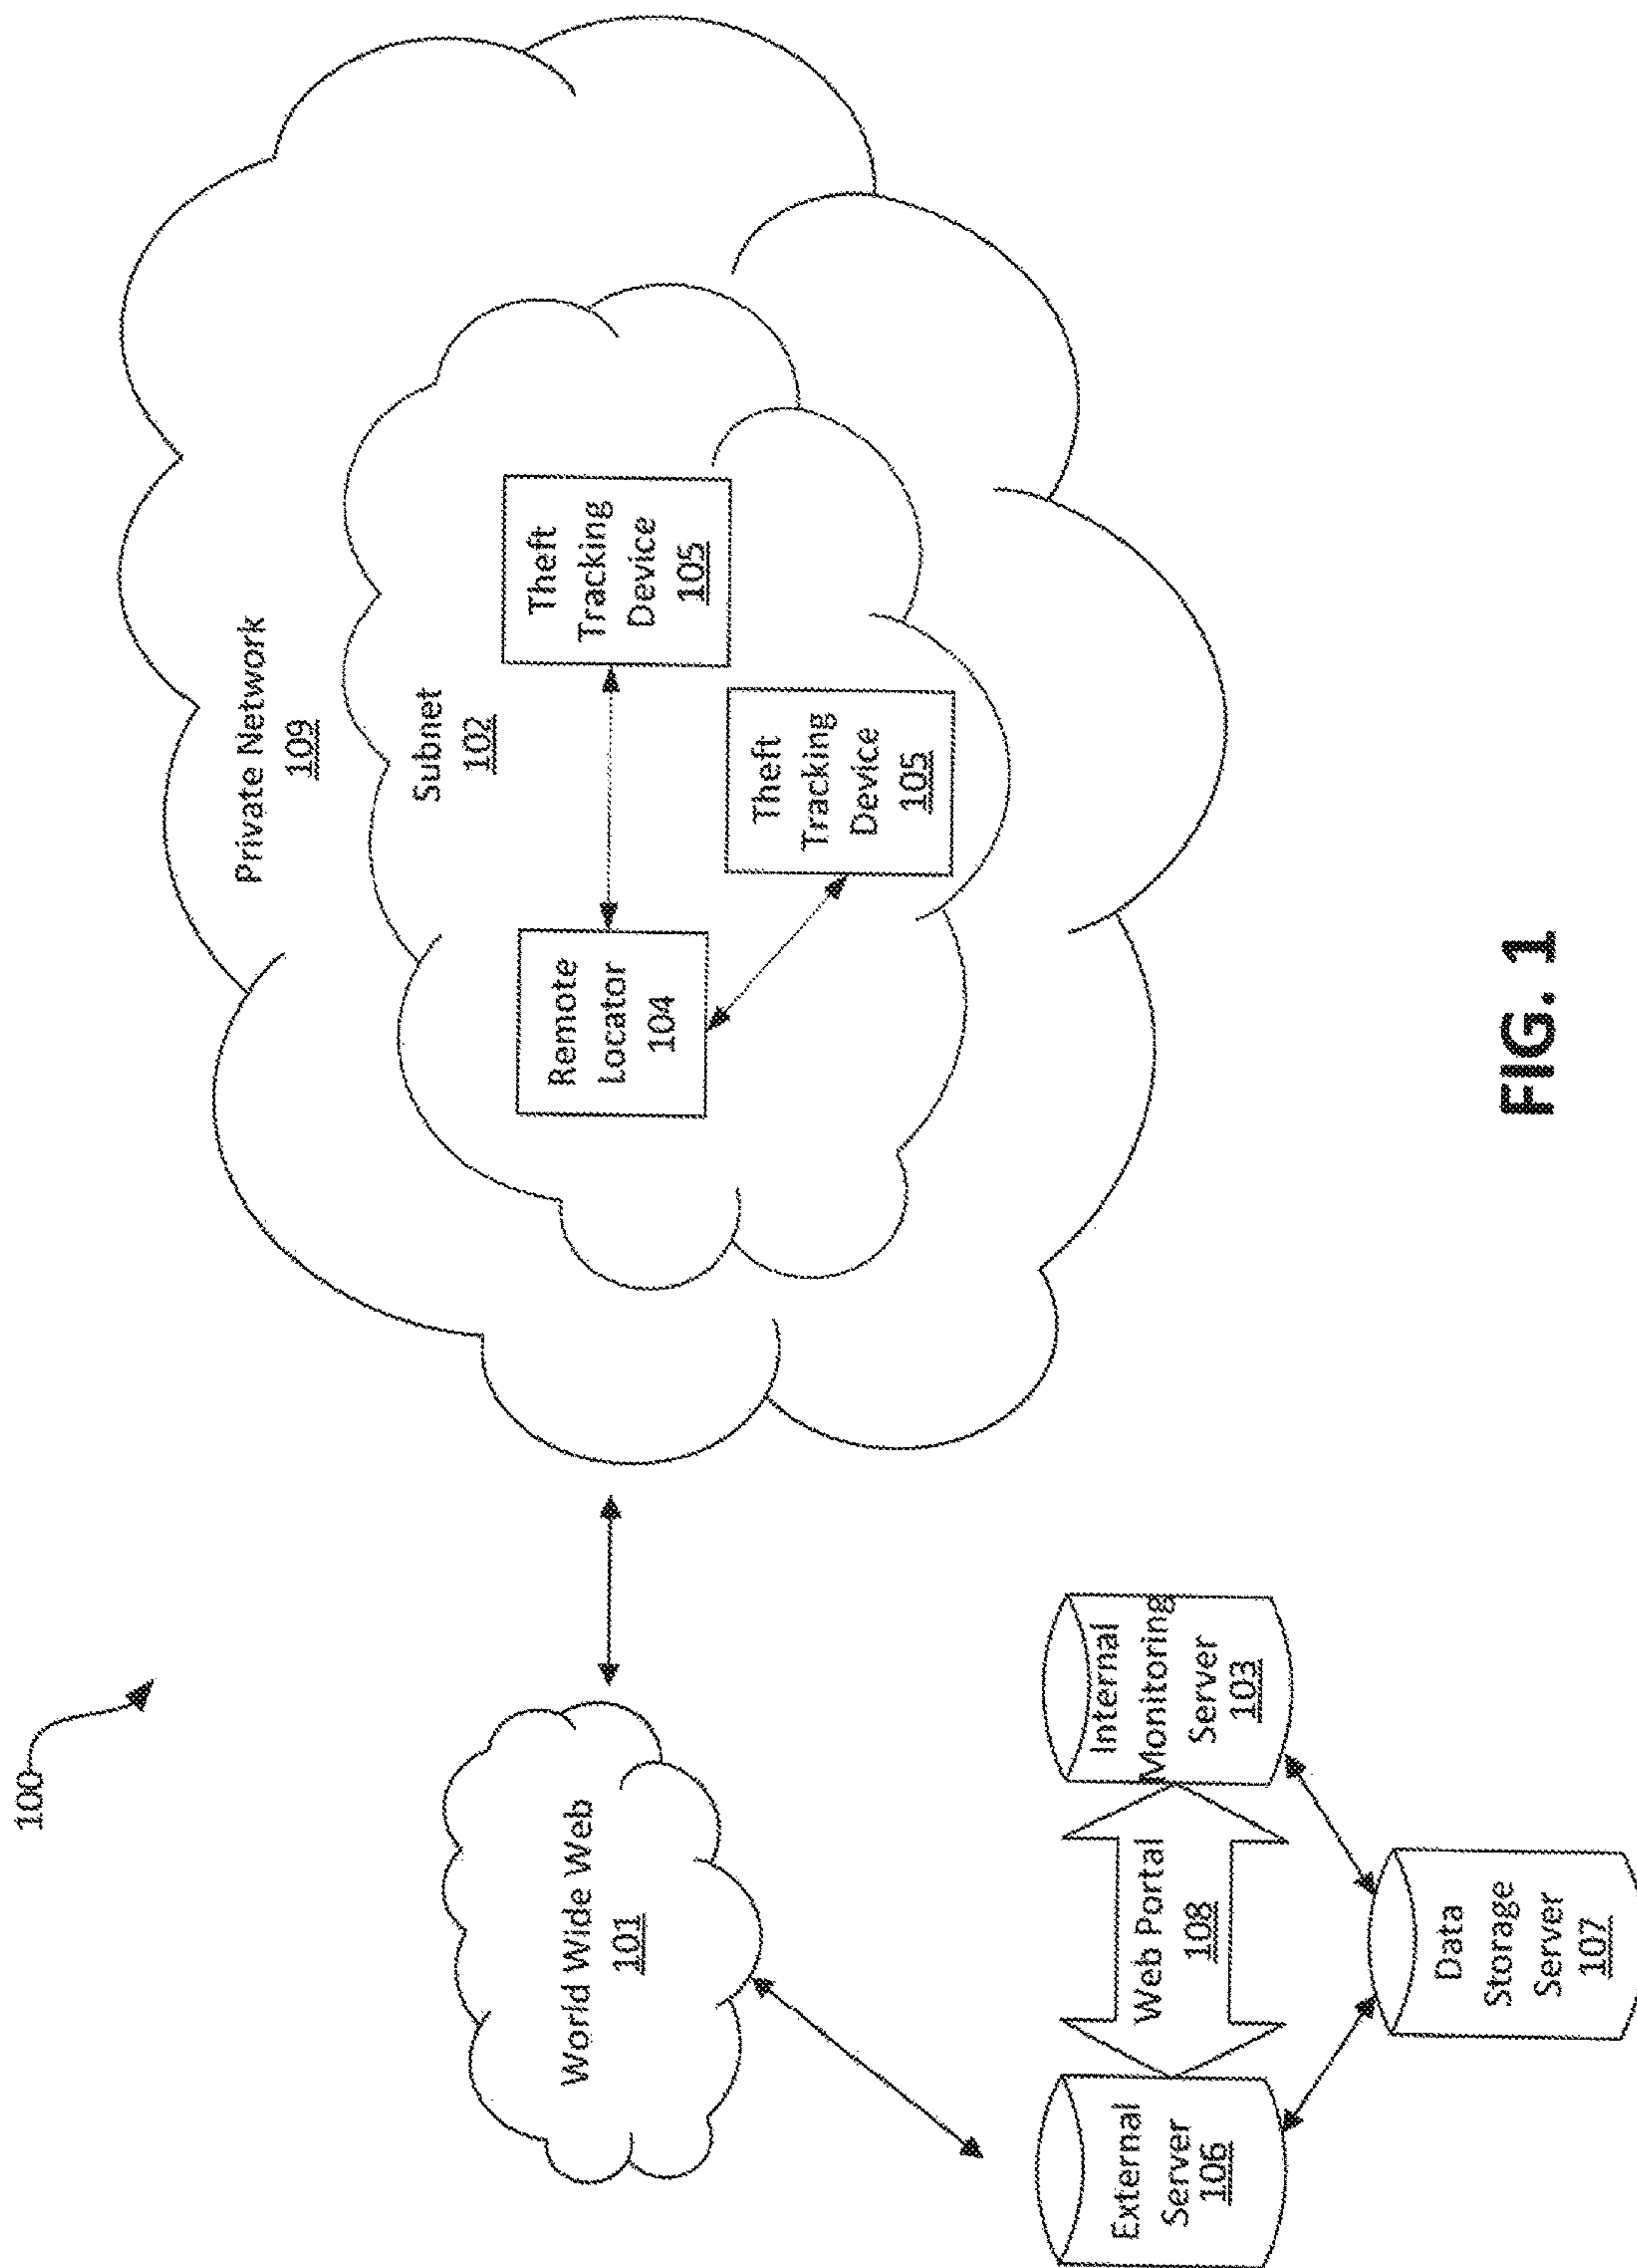 100
Private Network
109
Subnet
102
Remote
Locator
104
Theft
Tracking
Device
105
Theft
Tracking
Device
105
World Wide Web
101
External
Server
106
Web Portal
108
Internal
Monitoring
Server
103
Data
Storage
Server
107
FIG. 1